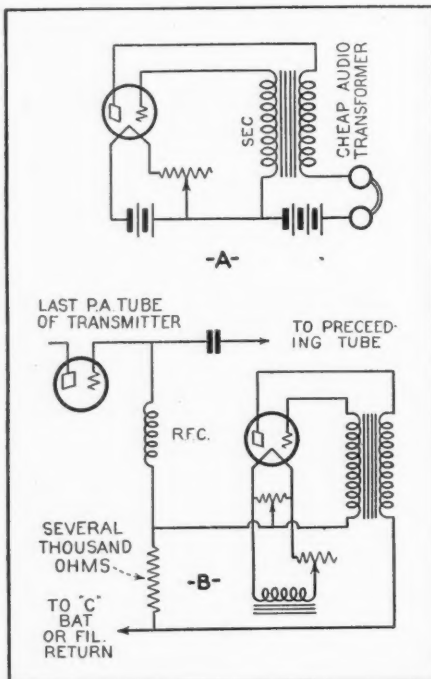 SEC
CHEAP AUDIO
TRANSFORMER
-A-
LAST P.A. TUBE
OF TRANSMITTER
TO PRECEED-
ING TUBE
R.F.C.
SEVERAL
THOUSAND
OHMS
-B-
TO "C"
BAT
OR FIL.
RETURN